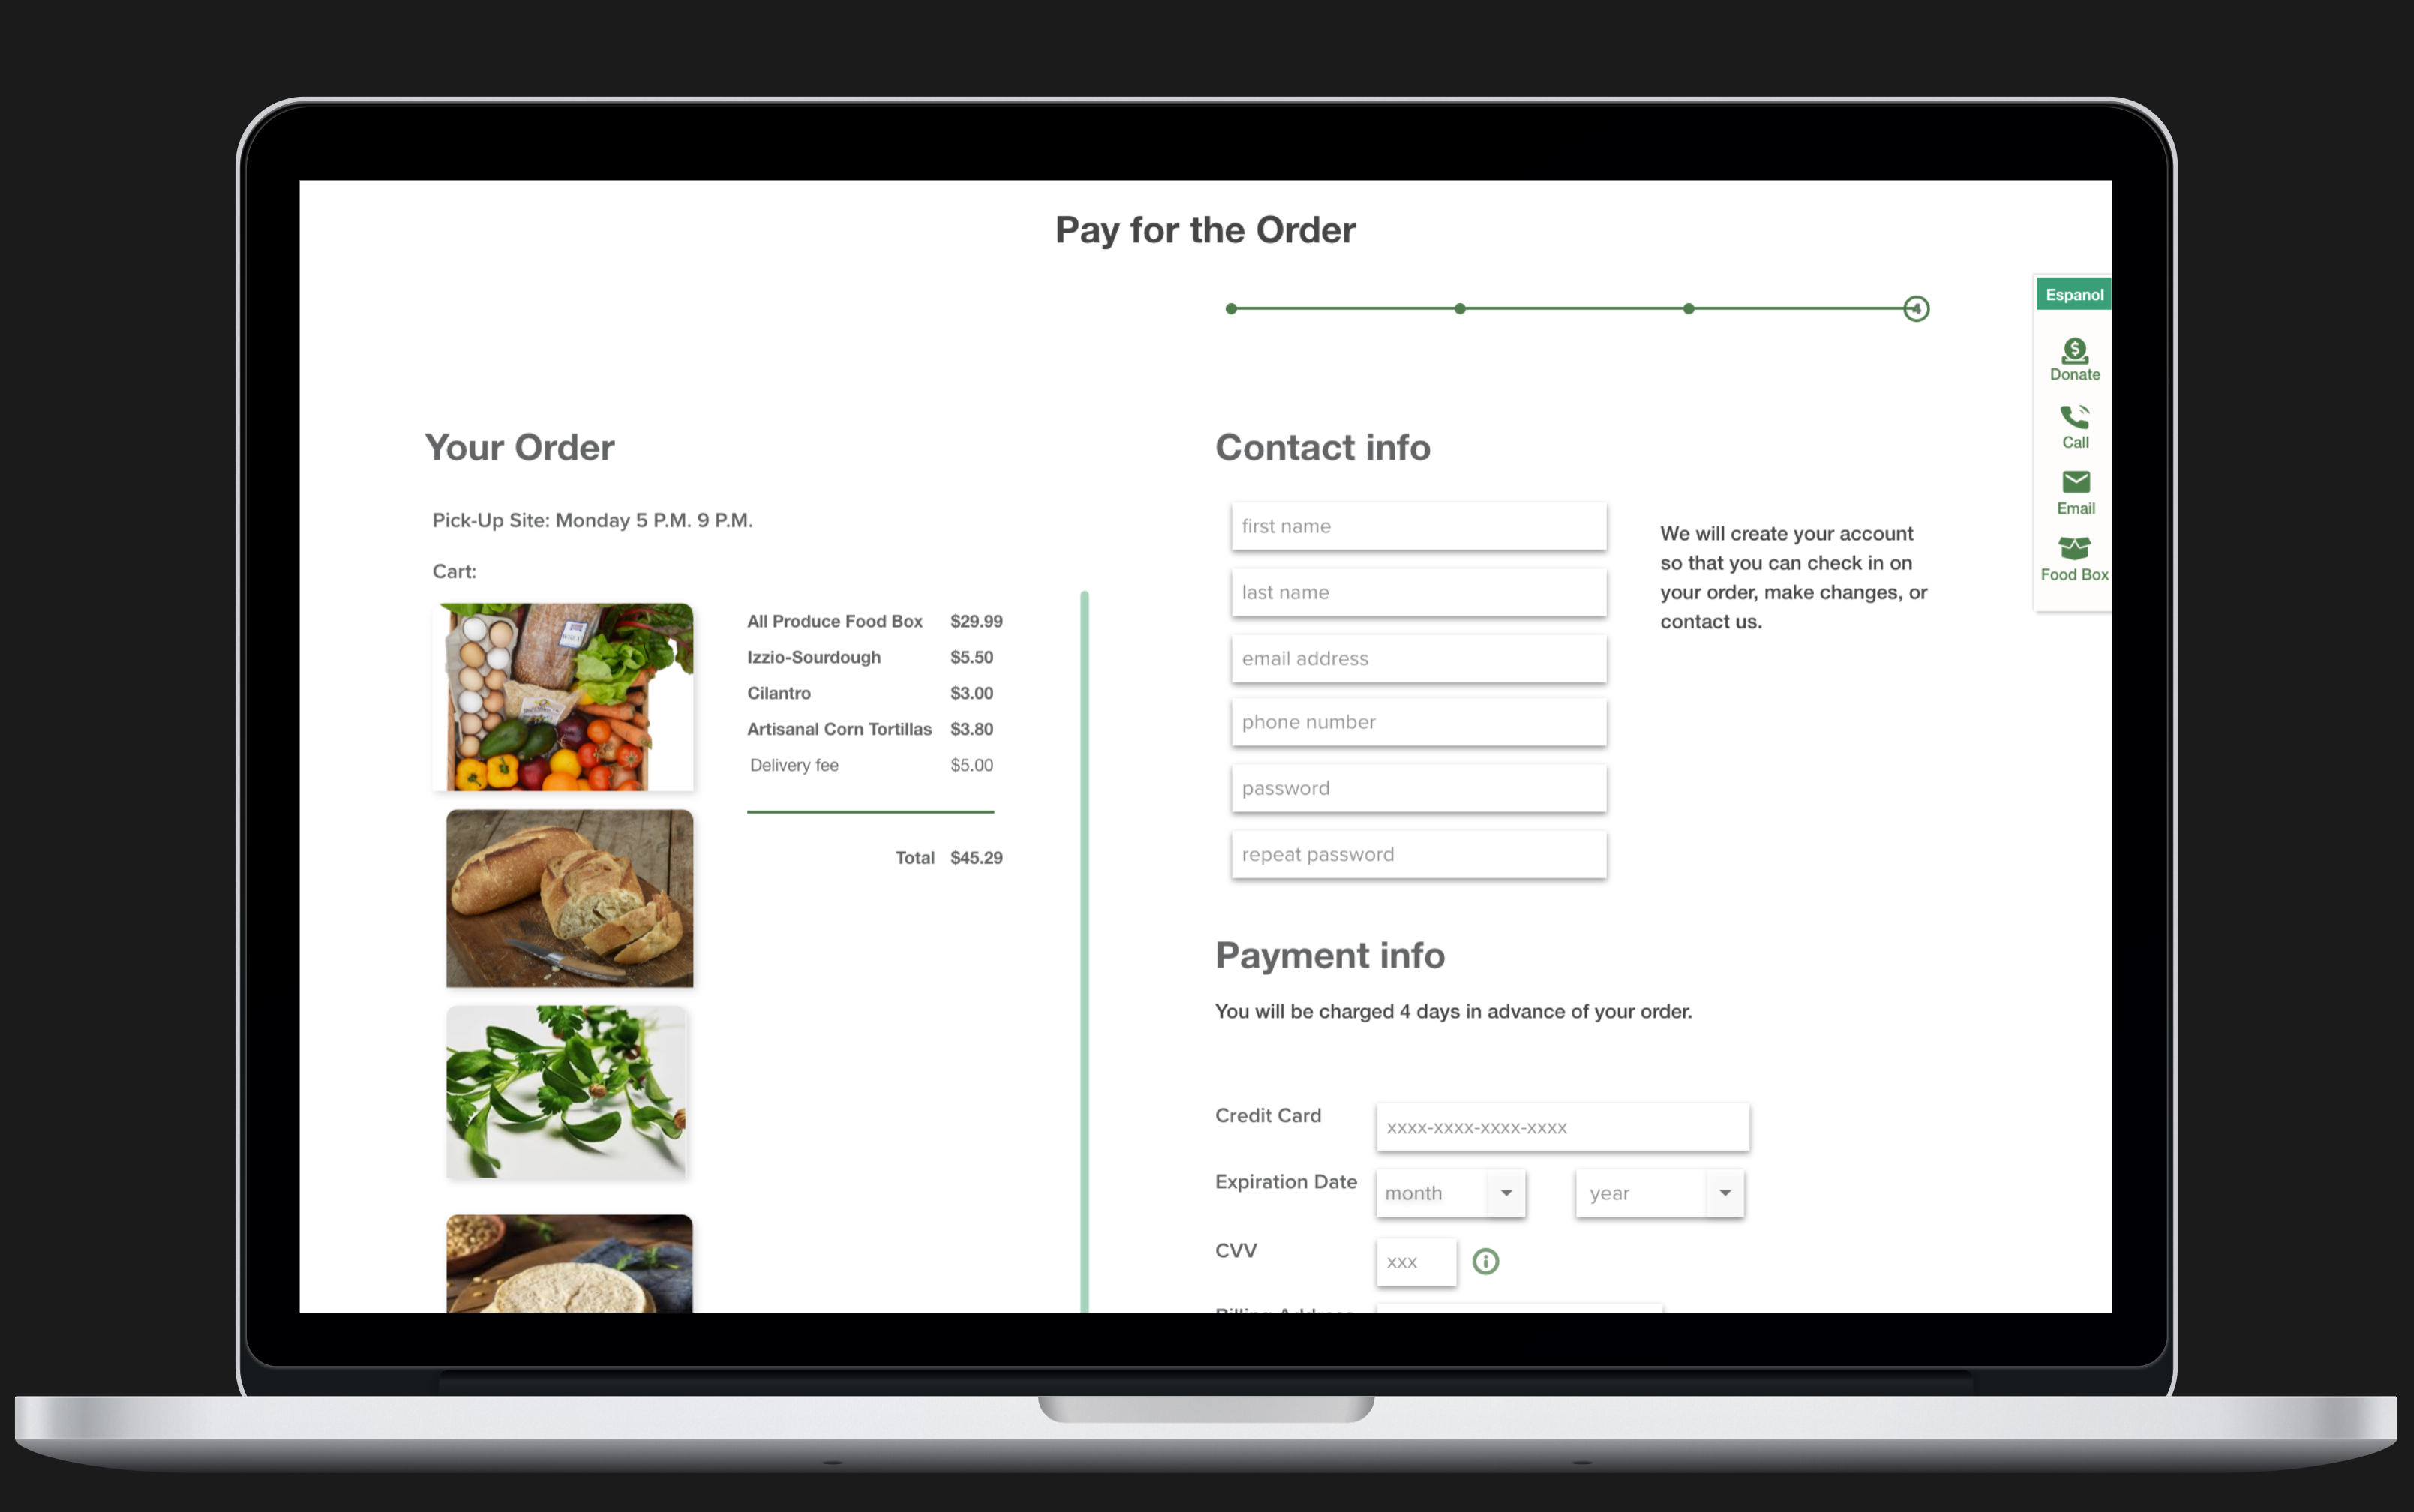 Pay for the Order
4
Espanol
Donate
Call
Email
Food Box
Your Order
Pick-Up Site: Monday 5 P.M. 9 P.M.
Cart:
All Produce Food Box $29.99
Izzio-Sourdough $5.50
Cilantro $3.00
Artisanal Corn Tortillas $3.80
Delivery fee $5.00
Total $45.29
Contact info
first name
last name
email address
phone number
password
repeat password
We will create your account
so that you can check in on
your order, make changes, or
contact us.
Payment info
You will be charged 4 days in advance of your order.
Credit Card xxxx-xxxx-xxxx-xxxx
Expiration Date month year
CVV xxx